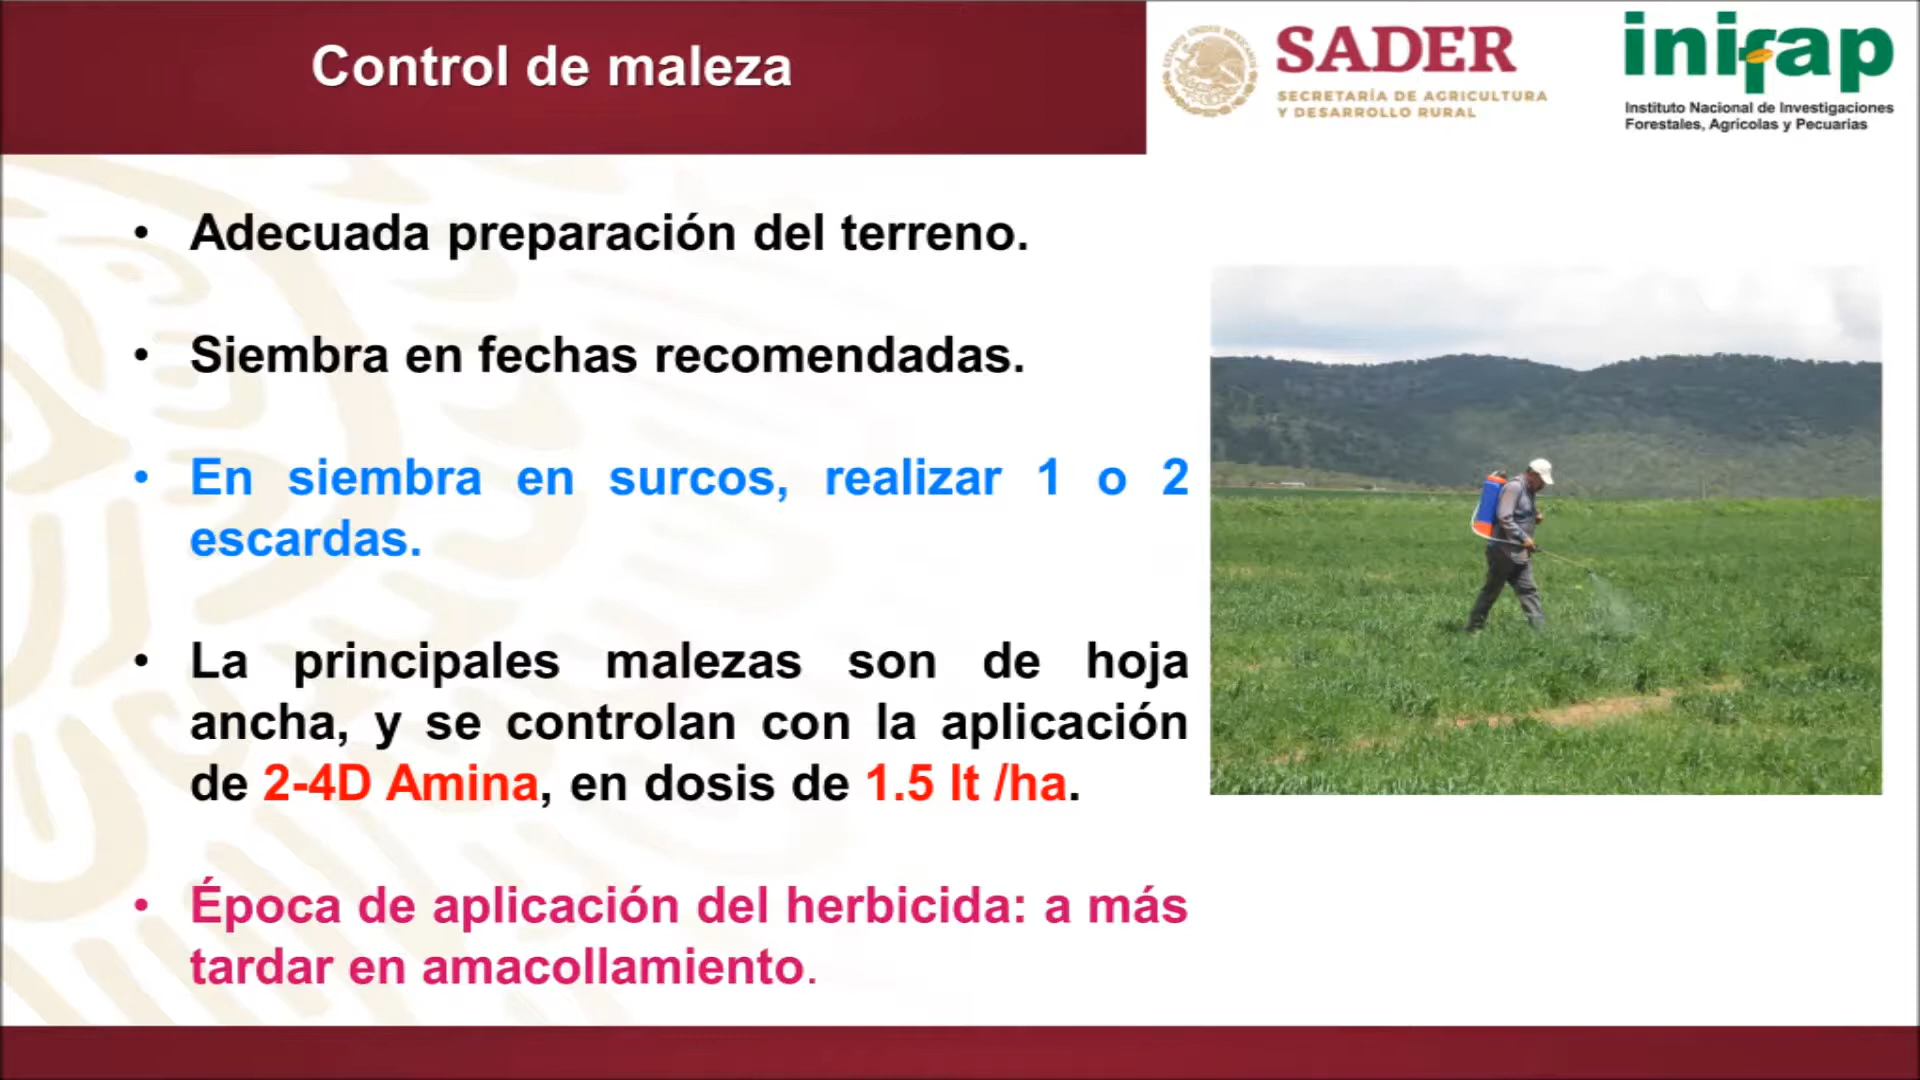 Control de maleza
SADER
SECRETARÍA DE AGRICULTURA
Y DESARROLLO RURAL
inifap
Instituto Nacional de Investigaciones
Forestales, Agrícolas y Pecuarias
• Adecuada preparación del terreno.
• Siembra en fechas recomendadas.
• En siembra en surcos, realizar 1 o 2
escardas.
• La principales malezas son de hoja
ancha, y se controlan con la aplicación
de 2-4D Amina, en dosis de 1.5 lt /ha.
• Época de aplicación del herbicida: a más
tardar en amacollamiento.